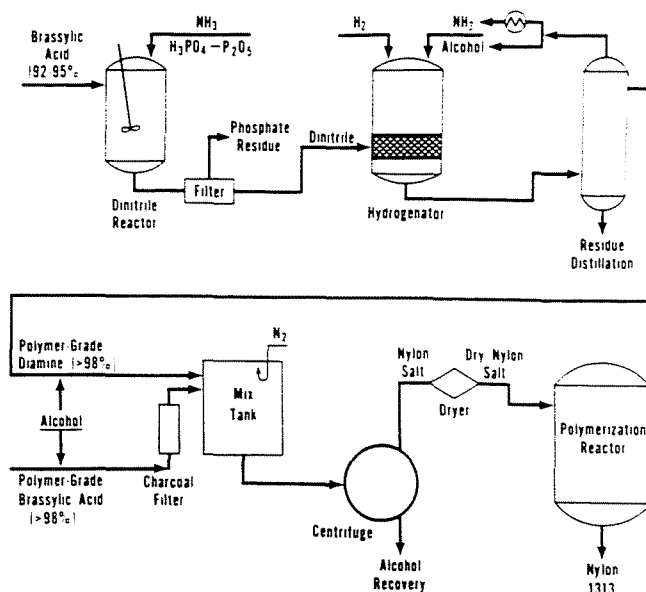 Brassylic
Acid
(92-95%)
NH3
H3PO4-P2O5
Dinitrile
Reactor
Filter
Phosphate
Residue
Dinitrile
H2
NH3
Alcohol
Hydrogenator
Residue
Distillation
Polymer-Grade
Diamine (>98%)
Alcohol
Polymer-Grade
Brassylic Acid
(>98%)
Charcoal
Filter
N2
Mix
Tank
Centrifuge
Alcohol
Recovery
Nylon
Salt
Dryer
Dry Nylon
Salt
Polymerization
Reactor
Nylon
1313